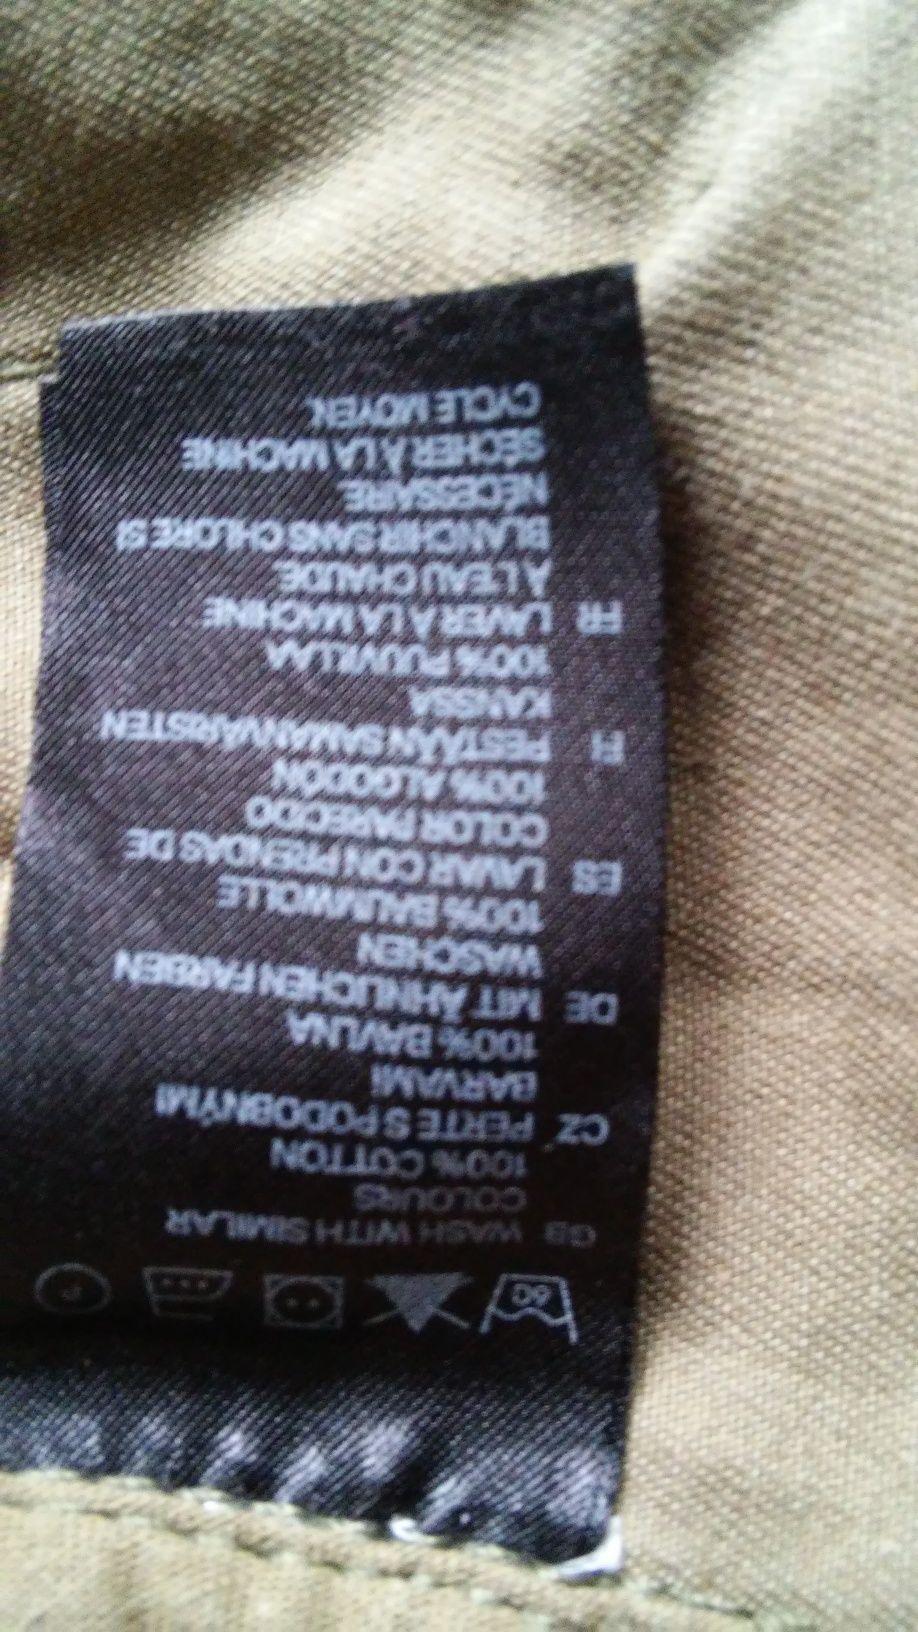 60 P
GB WASH WITH SIMILAR
COLOURS
100% COTTON
CZ PERTE S PODOBNÝMI
BARVAMI
100% BAVLNA
DE MIT ÄHNLICHEN FARBEN
WASCHEN
100% BAUMWOLLE
ES LAVAR CON PRENDAS DE
COLOR PARECIDO
100% ALGODÓN
FI PESTÄÄN SAMANVÄRISTEN
KANSSA
100% PUUVILLAA
FR LAVER À LA MACHINE
À L'EAU CHAUDE
BLANCHIR SANS CHLORE SI
NÉCESSAIRE
SÉCHER À LA MACHINE
CYCLE MOYEN.